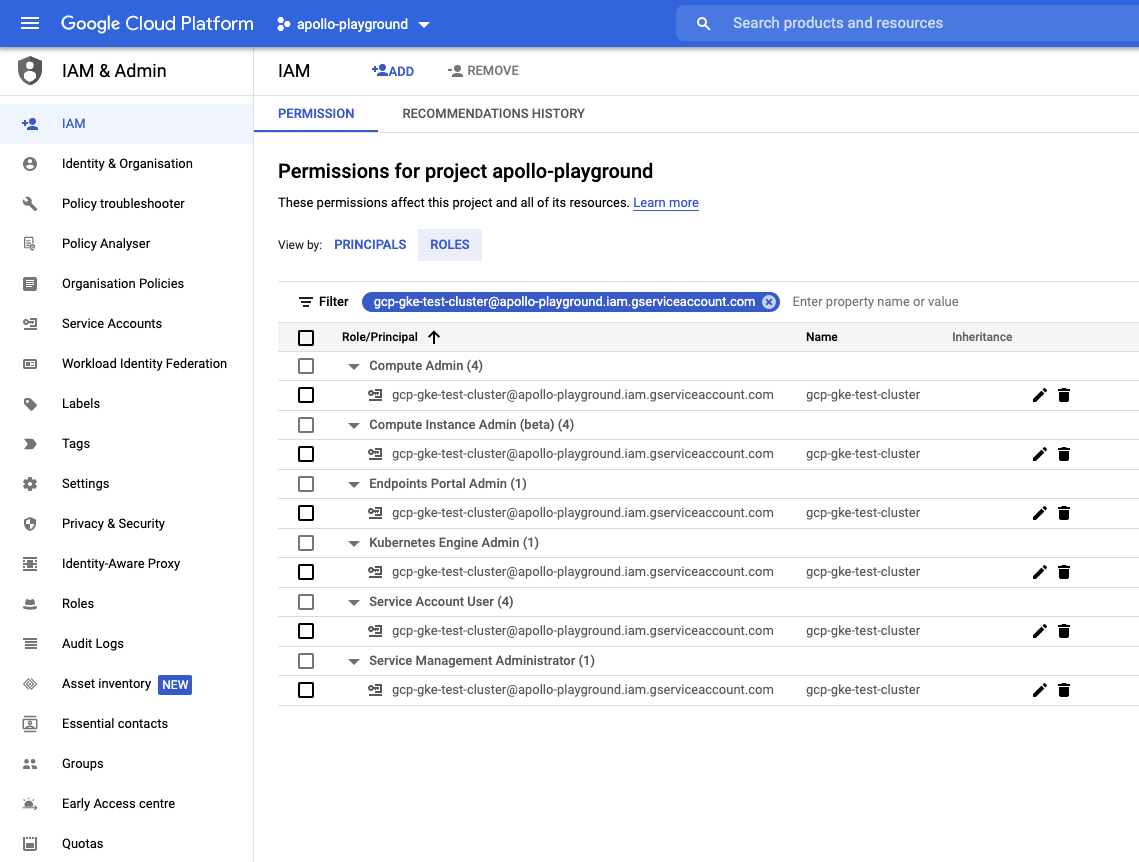 Google Cloud Platform
apollo-playground
Search products and resources
IAM & Admin
IAM
ADD
REMOVE
IAM
Identity & Organisation
Policy troubleshooter
Policy Analyser
Organisation Policies
Service Accounts
Workload Identity Federation
Labels
Tags
Settings
Privacy & Security
Identity-Aware Proxy
Roles
Audit Logs
Asset inventory NEW
Essential contacts
Groups
Early Access centre
Quotas
PERMISSION RECOMMENDATIONS HISTORY
Permissions for project apollo-playground
These permissions affect this project and all of its resources. Learn more
View by: PRINCIPALS ROLES
Filter gcp-gke-test-cluster@apollo-playground.iam.gserviceaccount.com Enter property name or value
Role/Principal Name Inheritance
Compute Admin (4)
gcp-gke-test-cluster@apollo-playground.iam.gserviceaccount.com gcp-gke-test-cluster
Compute Instance Admin (beta) (4)
gcp-gke-test-cluster@apollo-playground.iam.gserviceaccount.com gcp-gke-test-cluster
Endpoints Portal Admin (1)
gcp-gke-test-cluster@apollo-playground.iam.gserviceaccount.com gcp-gke-test-cluster
Kubernetes Engine Admin (1)
gcp-gke-test-cluster@apollo-playground.iam.gserviceaccount.com gcp-gke-test-cluster
Service Account User (4)
gcp-gke-test-cluster@apollo-playground.iam.gserviceaccount.com gcp-gke-test-cluster
Service Management Administrator (1)
gcp-gke-test-cluster@apollo-playground.iam.gserviceaccount.com gcp-gke-test-cluster